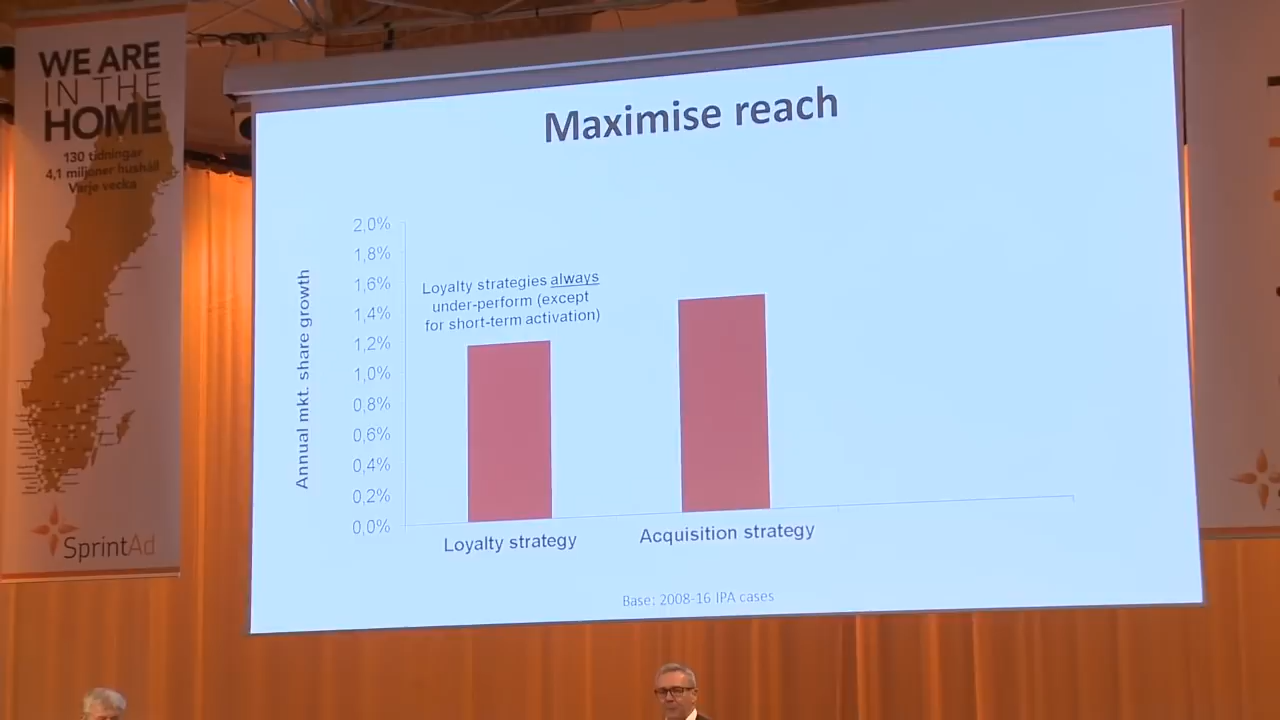 WE ARE
IN THE
HOME
130 tidningar
4,1 miljoner hushåll
Varje vecka
SprintAd
Maximise reach
Annual mkt. share growth
2,0%
1,8%
1,6%
1,4%
1,2%
1,0%
0,8%
0,6%
0,4%
0,2%
0,0%
Loyalty strategies always
under-perform (except
for short-term activation)
Loyalty strategy
Acquisition strategy
Base: 2008-16 IPA cases